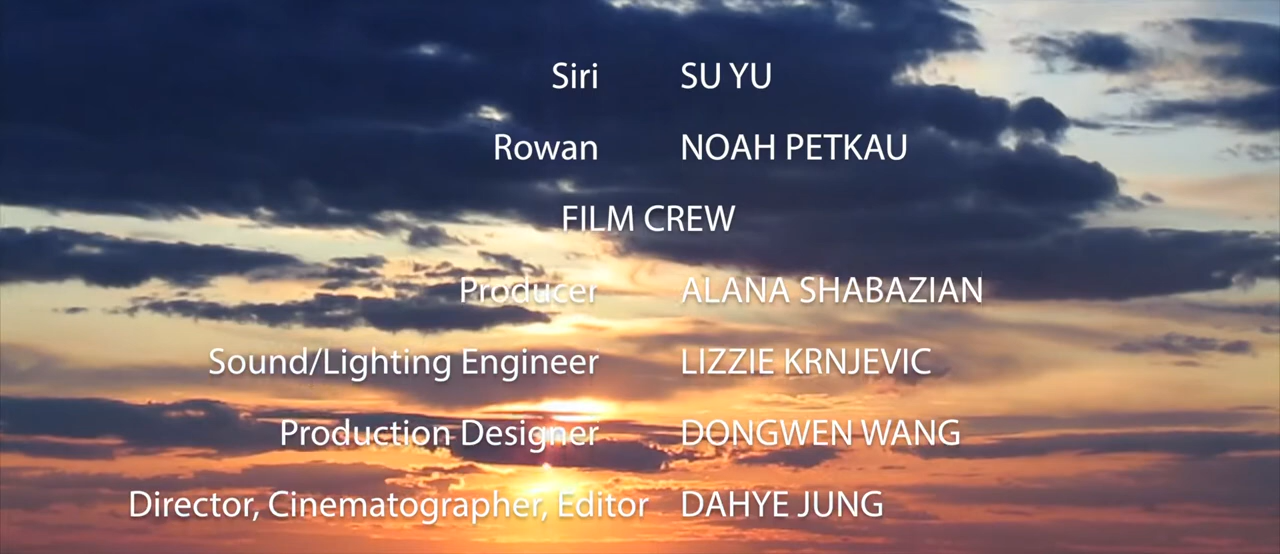 Siri SU YU
Rowan NOAH PETKAU
FILM CREW
Producer ALANA SHABAZIAN
Sound/Lighting Engineer LIZZIE KRNJEVIC
Production Designer DONGWEN WANG
Director, Cinematographer, Editor DAHYE JUNG